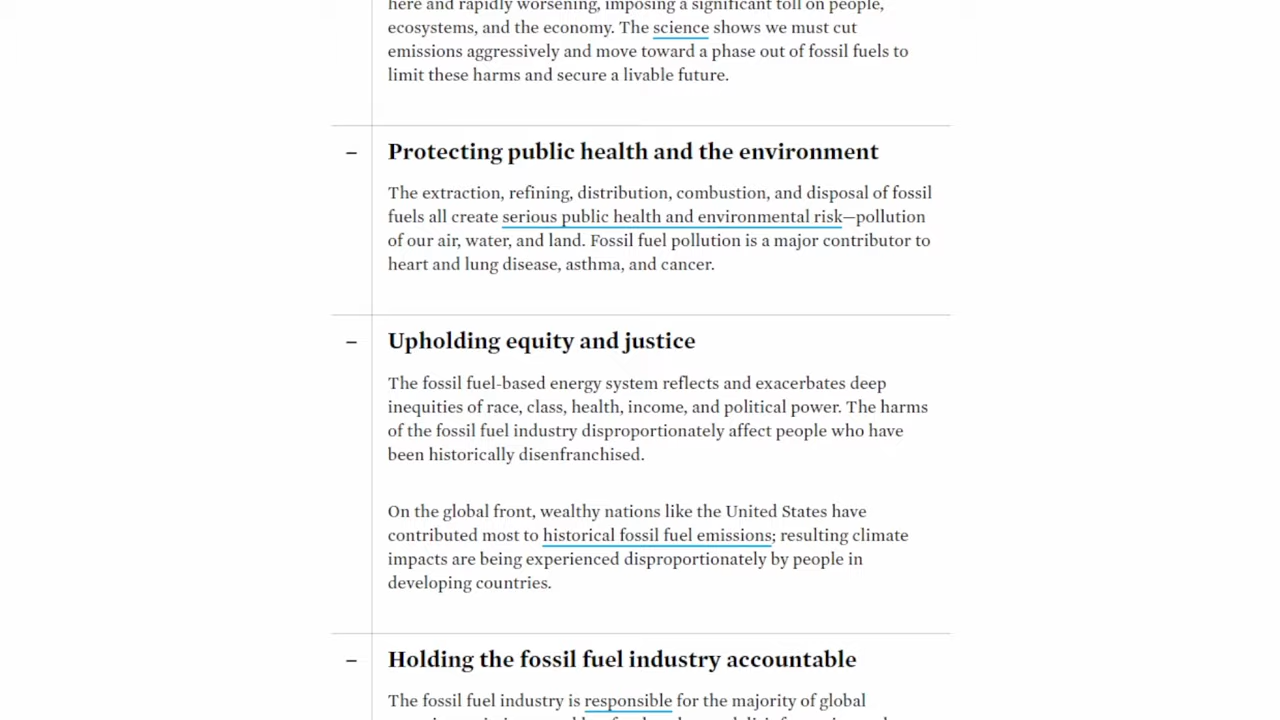 here and rapidly worsening, imposing a significant toll on people,
ecosystems, and the economy. The science shows we must cut
emissions aggressively and move toward a phase out of fossil fuels to
limit these harms and secure a livable future.
– Protecting public health and the environment
The extraction, refining, distribution, combustion, and disposal of fossil
fuels all create serious public health and environmental risk—pollution
of our air, water, and land. Fossil fuel pollution is a major contributor to
heart and lung disease, asthma, and cancer.
– Upholding equity and justice
The fossil fuel-based energy system reflects and exacerbates deep
inequities of race, class, health, income, and political power. The harms
of the fossil fuel industry disproportionately affect people who have
been historically disenfranchised.
On the global front, wealthy nations like the United States have
contributed most to historical fossil fuel emissions; resulting climate
impacts are being experienced disproportionately by people in
developing countries.
– Holding the fossil fuel industry accountable
The fossil fuel industry is responsible for the majority of global